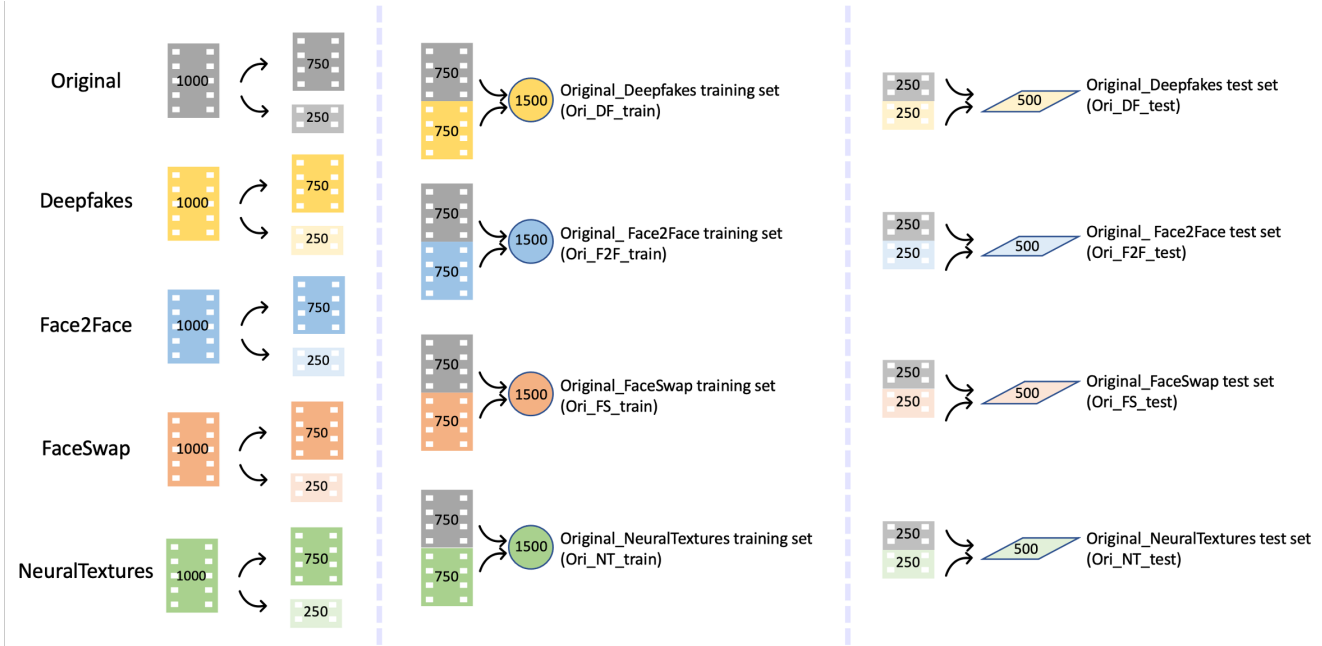 Original
1000
750
250
Deepfakes
1000
750
250
Face2Face
1000
750
250
FaceSwap
1000
750
250
NeuralTextures
1000
750
250
750
750
1500
Original_Deepfakes training set
(Ori_DF_train)
750
750
1500
Original_ Face2Face training set
(Ori_F2F_train)
750
750
1500
Original_FaceSwap training set
(Ori_FS_train)
750
750
1500
Original_NeuralTextures training set
(Ori_NT_train)
250
250
500
Original_Deepfakes test set
(Ori_DF_test)
250
250
500
Original_ Face2Face test set
(Ori_F2F_test)
250
250
500
Original_FaceSwap test set
(Ori_FS_test)
250
250
500
Original_NeuralTextures test set
(Ori_NT_test)